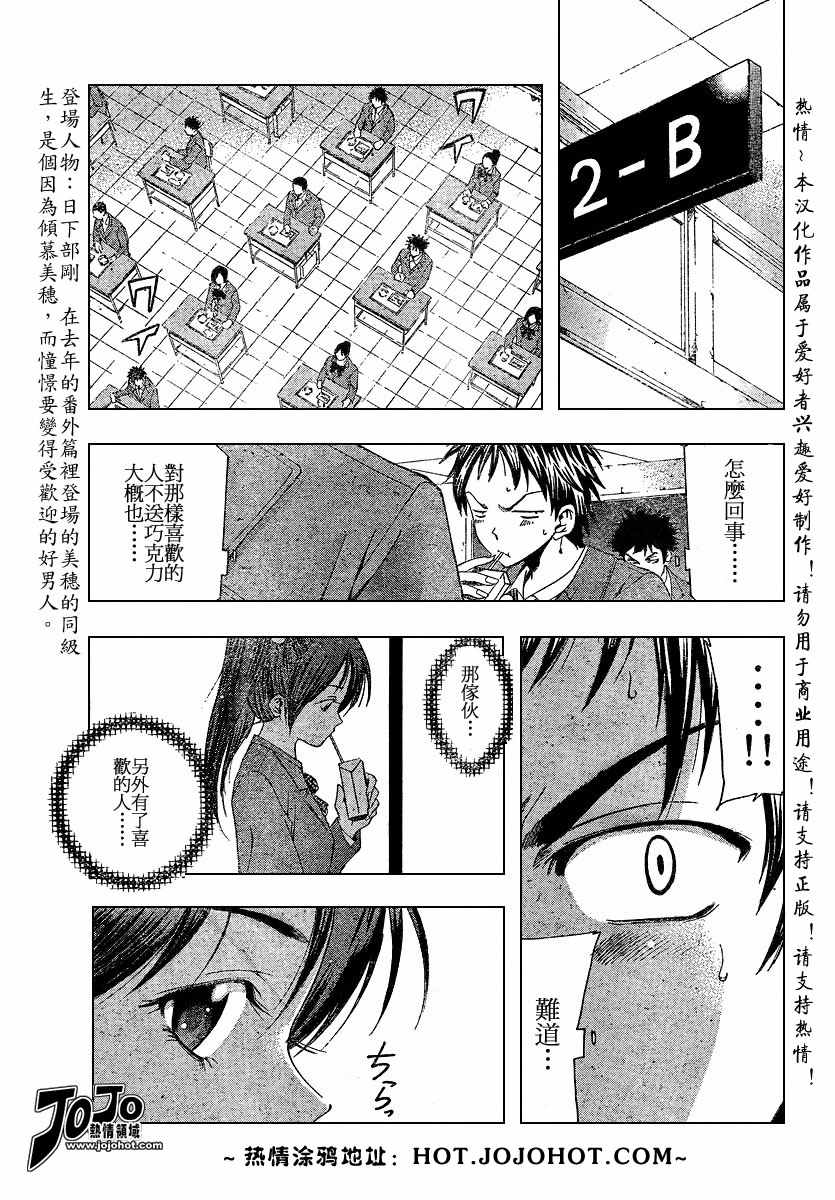 2-B
ワ
ワ
怎麼回事……
對那樣喜歡的
人不送巧克力
大概也……
……!!
難道…
那傢伙…
另外有了喜
歡的人……
ちらっ
登場人物：日下部剛　在去年的番外篇裡登場的美穗的同級
生，是個因為傾慕美穗，而憧憬要變得受歡迎的好男人。
热情～本汉化作品属于爱好者兴趣爱好制作！请勿用于商业用途！请支持正版！请支持热情！
JOJO
熱情領域
www.jojohot.com
~热情涂鸦地址：HOT.JOJOHOT.COM~